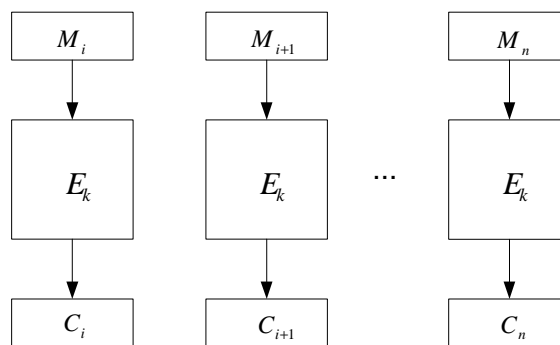 M_i M_{i+1} M_n
E_k E_k ... E_k
C_i C_{i+1} C_n